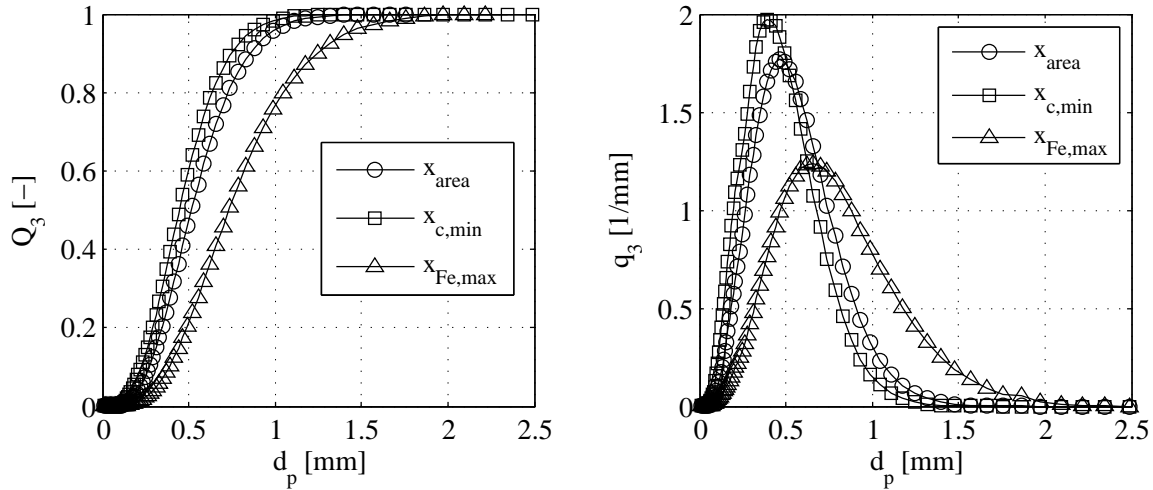 1
0.8
0.6
0.4
0.2
0
Q3 [−]
0 0.5 1 1.5 2 2.5
dp [mm]
xarea
xc,min
xFe,max
2
1.5
1
0.5
0
q3 [1/mm]
0 0.5 1 1.5 2 2.5
dp [mm]
xarea
xc,min
xFe,max